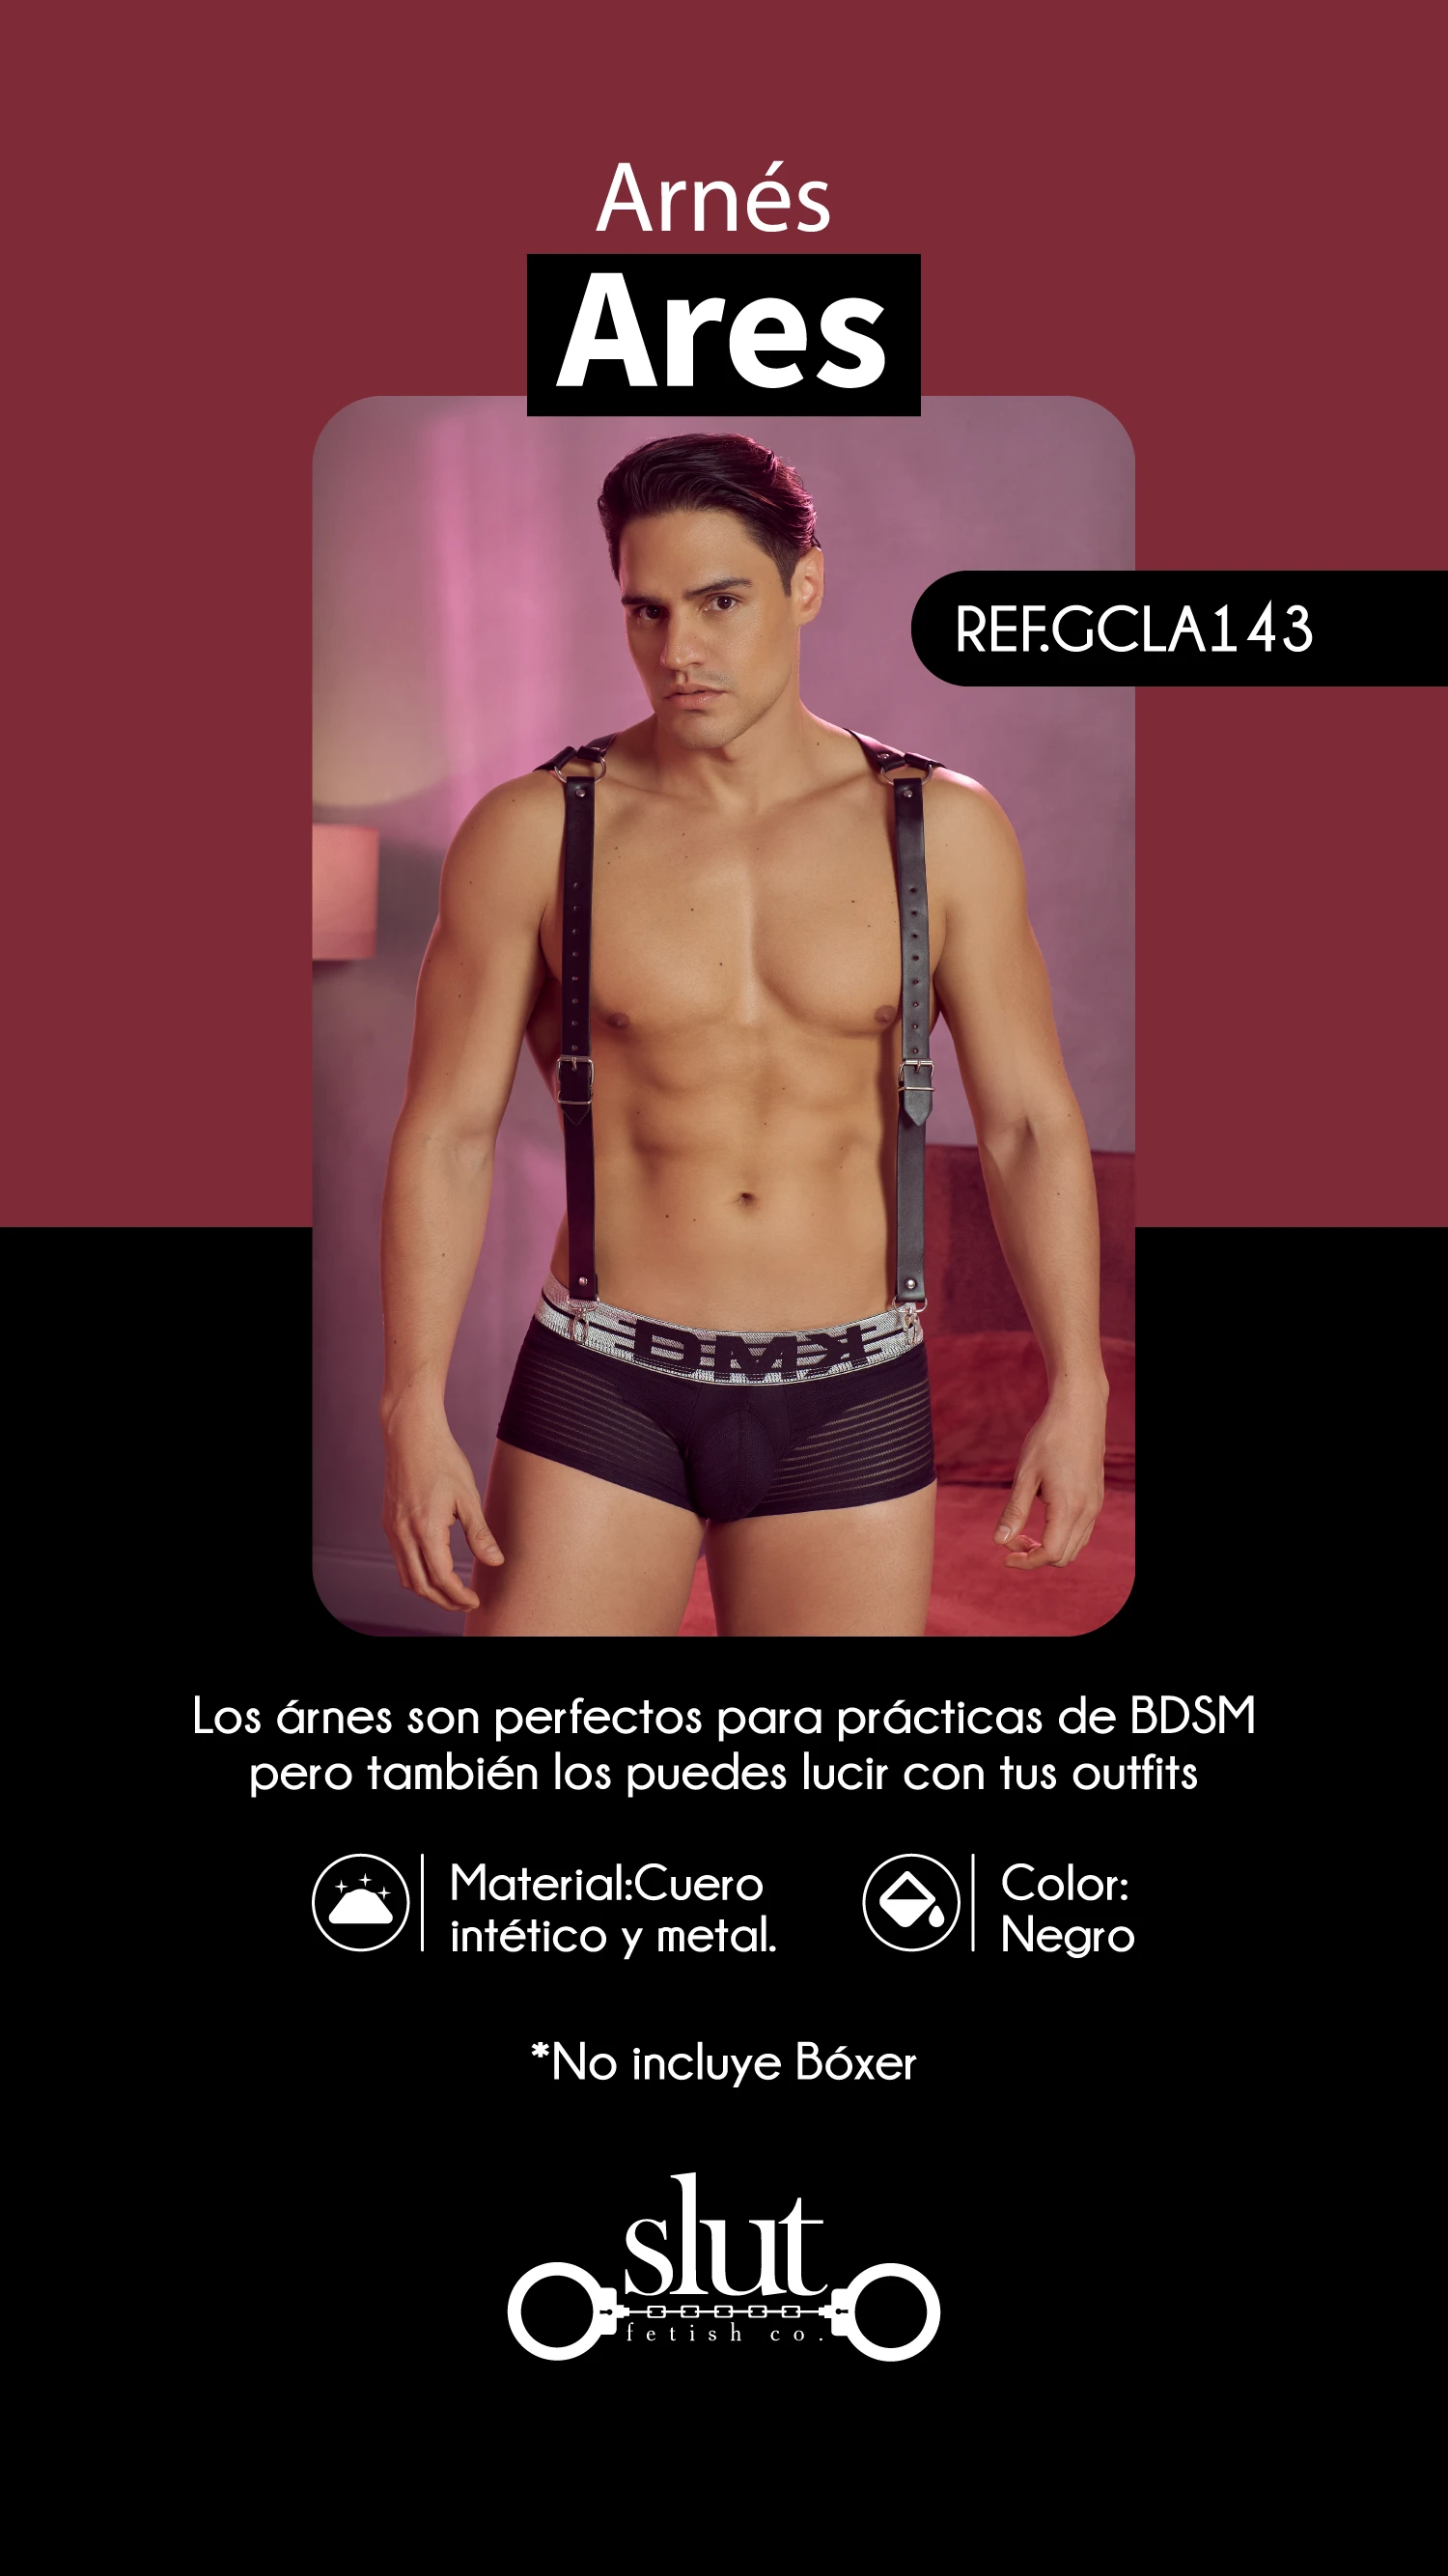 Arnés
Ares
REF.GCLA143
DMX
Los árnes son perfectos para prácticas de BDSM
pero también los puedes lucir con tus outfits
Material:Cuero
intético y metal.
Color:
Negro
*No incluye Bóxer
slut
fetish co.